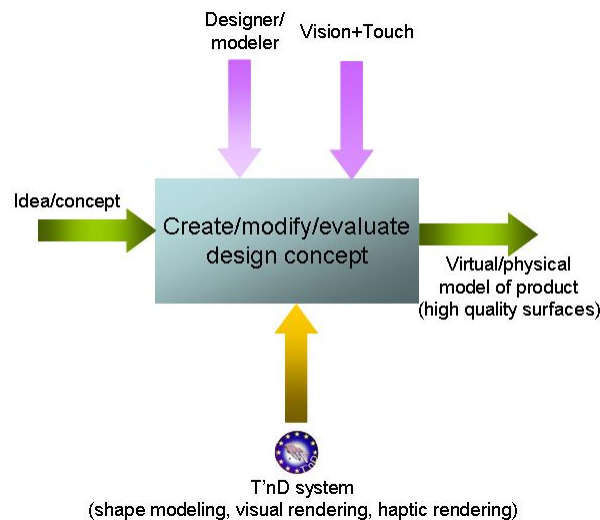 Designer/
modeler
Vision+Touch
Idea/concept
Create/modify/evaluate
design concept
Virtual/physical
model of product
(high quality surfaces)
T'nD
T'nD system
(shape modeling, visual rendering, haptic rendering)